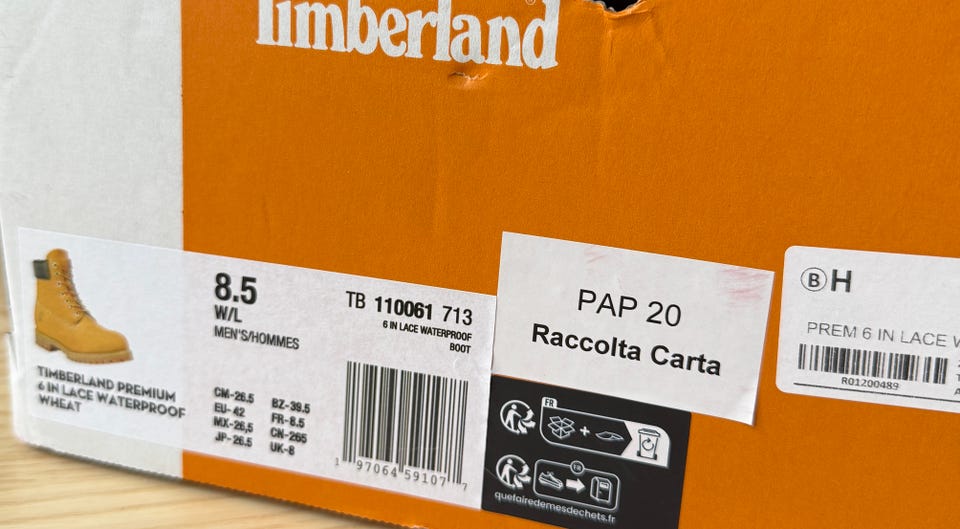 Timberland
8.5
W/L
MEN'S/HOMMES
TB 110061 713
6 IN LACE WATERPROOF
BOOT
TIMBERLAND PREMIUM
6 IN LACE WATERPROOF
WHEAT
CM-26.5 BZ-39.5
EU-42 FR-8.5
MX-26,5 CN-265
JP-26.5 UK-8
1 97064 59107 7
PAP 20
Raccolta Carta
FR
FR
quefairedemesdechets.fr
B H
PREM 6 IN LACE
R01200489